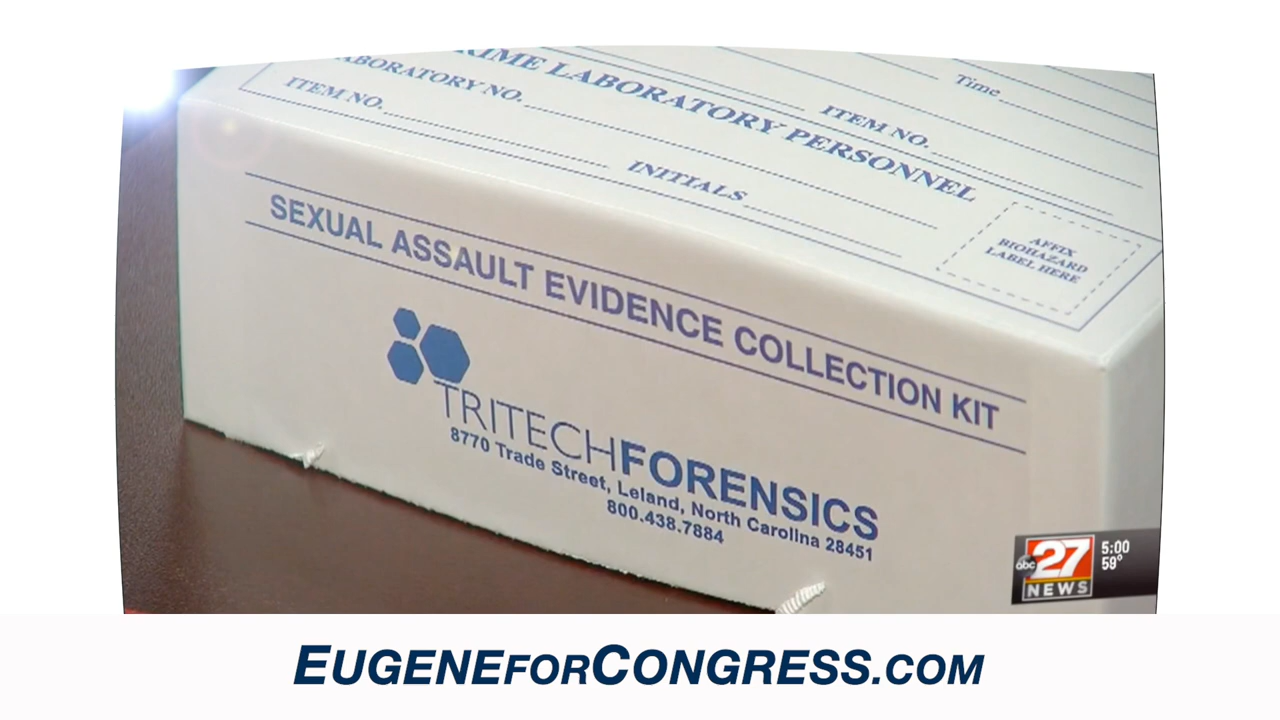 Time
CRIME LABORATORY PERSONNEL
LABORATORY NO.
ITEM NO.
ITEM NO.
INITIALS
AFFIX
BIOHAZARD
LABEL HERE
SEXUAL ASSAULT EVIDENCE COLLECTION KIT
TRITECHFORENSICS
8770 Trade Street, Leland, North Carolina 28451
800.438.7884
abc 27
NEWS
5:00
59°
EUGENEFORCONGRESS.COM